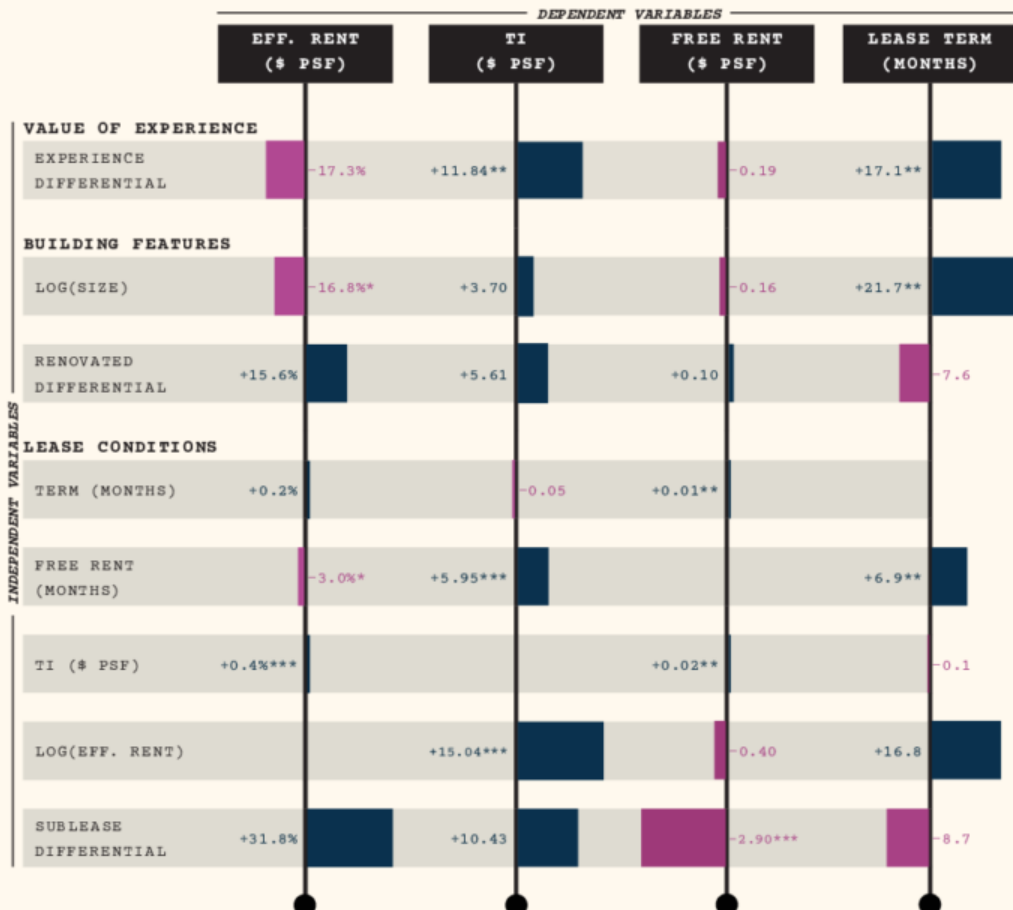 DEPENDENT VARIABLES
EFF. RENT
($ PSF)
TI
($ PSF)
FREE RENT
($ PSF)
LEASE TERM
(MONTHS)
INDEPENDENT VARIABLES
VALUE OF EXPERIENCE
EXPERIENCE
DIFFERENTIAL
-17.3%
+11.84**
-0.19
+17.1**
BUILDING FEATURES
LOG(SIZE)
-16.8%*
+3.70
-0.16
+21.7**
RENOVATED
DIFFERENTIAL
+15.6%
+5.61
+0.10
-7.6
LEASE CONDITIONS
TERM (MONTHS)
+0.2%
-0.05
+0.01**
FREE RENT
(MONTHS)
-3.0%*
+5.95***
+6.9**
TI ($ PSF)
+0.4%***
+0.02**
-0.1
LOG(EFF. RENT)
+15.04***
-0.40
+16.8
SUBLEASE
DIFFERENTIAL
+31.8%
+10.43
-2.90***
-8.7